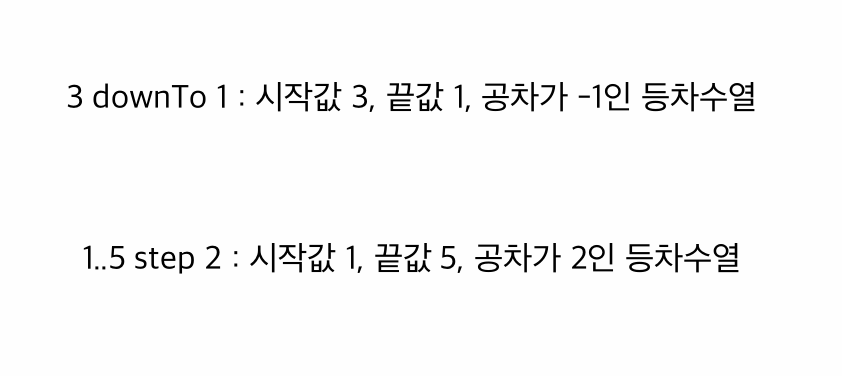 3 downTo 1 : 시작값 3, 끝값 1, 공차가 -1인 등차수열
1..5 step 2 : 시작값 1, 끝값 5, 공차가 2인 등차수열